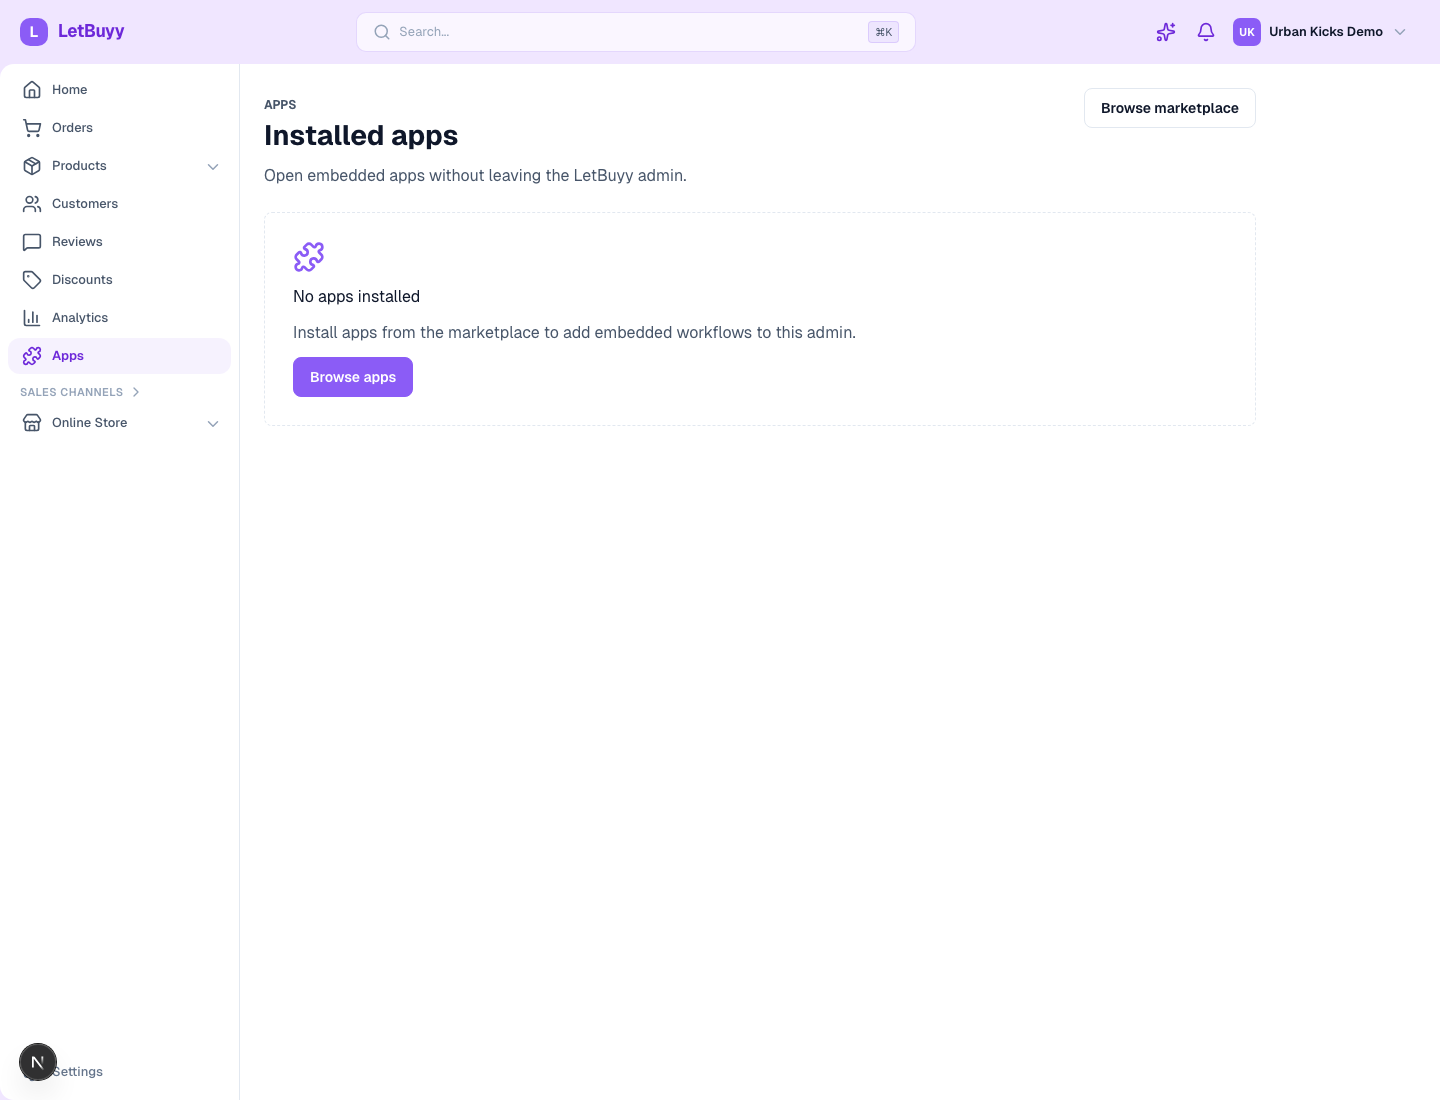 L LetBuyy
Search... ⌘K
UK Urban Kicks Demo
Home
Orders
Products
Customers
Reviews
Discounts
Analytics
Apps
SALES CHANNELS
Online Store
N Settings
APPS
Installed apps
Open embedded apps without leaving the LetBuyy admin.
Browse marketplace
No apps installed
Install apps from the marketplace to add embedded workflows to this admin.
Browse apps